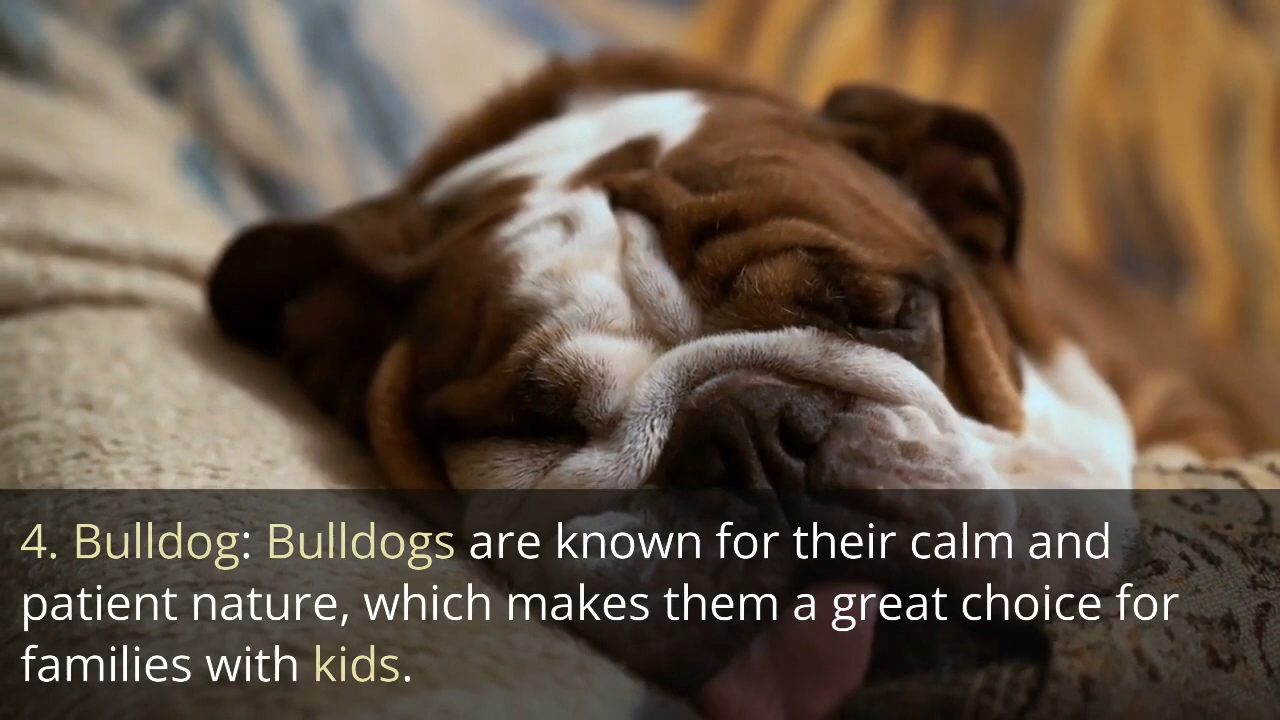 4. Bulldog: Bulldogs are known for their calm and
patient nature, which makes them a great choice for
families with kids.